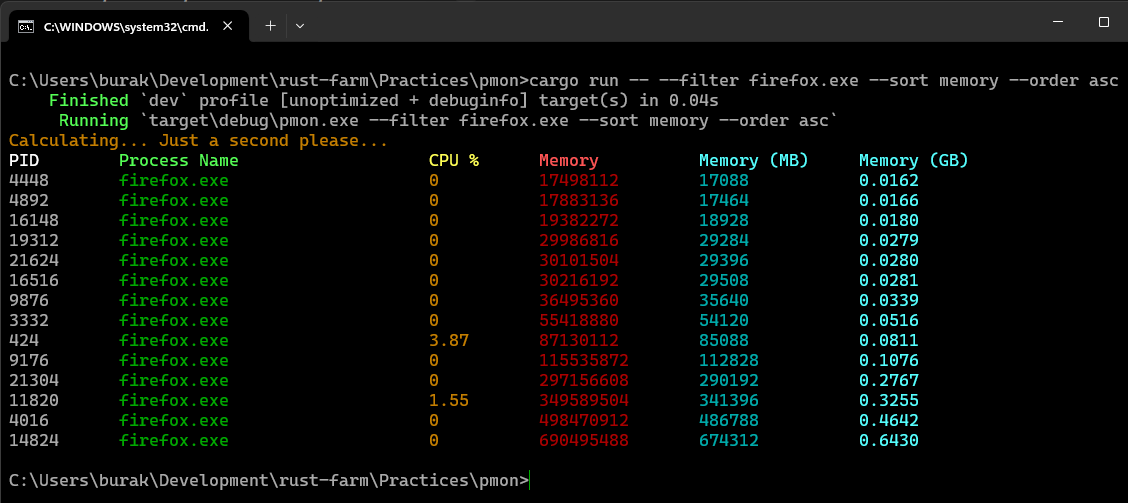 C:\WINDOWS\system32\cmd.
C:\Users\burak\Development\rust-farm\Practices\pmon>cargo run -- --filter firefox.exe --sort memory --order asc
Finished `dev` profile [unoptimized + debuginfo] target(s) in 0.04s
Running `target\debug\pmon.exe --filter firefox.exe --sort memory --order asc`
Calculating... Just a second please...
PID Process Name CPU % Memory Memory (MB) Memory (GB)
4448 firefox.exe 0 17498112 17088 0.0162
4892 firefox.exe 0 17883136 17464 0.0166
16148 firefox.exe 0 19382272 18928 0.0180
19312 firefox.exe 0 29986816 29284 0.0279
21624 firefox.exe 0 30101504 29396 0.0280
16516 firefox.exe 0 30216192 29508 0.0281
9876 firefox.exe 0 36495360 35640 0.0339
3332 firefox.exe 0 55418880 54120 0.0516
424 firefox.exe 3.87 87130112 85088 0.0811
9176 firefox.exe 0 115535872 112828 0.1076
21304 firefox.exe 0 297156608 290192 0.2767
11820 firefox.exe 1.55 349589504 341396 0.3255
4016 firefox.exe 0 498470912 486788 0.4642
14824 firefox.exe 0 690495488 674312 0.6430
C:\Users\burak\Development\rust-farm\Practices\pmon>